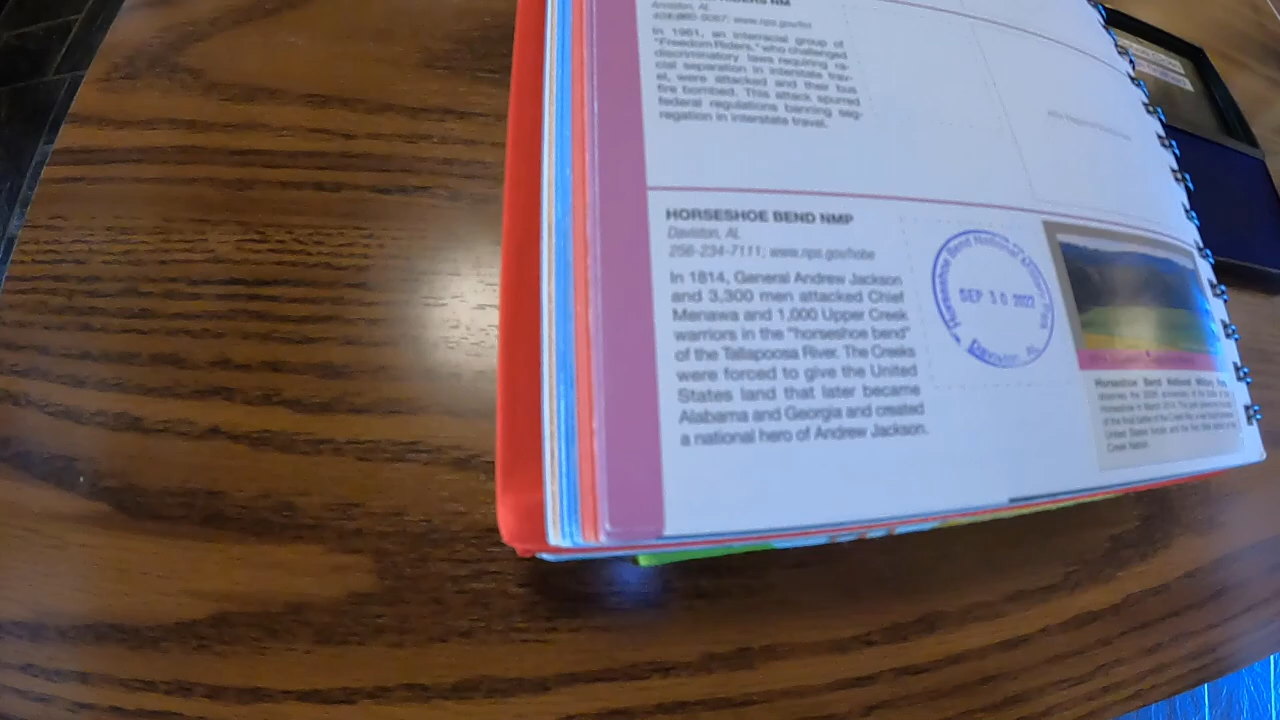 RIDERS NM
Anniston, AL
In 1961, an interracial group of
"Freedom Riders," who challenged
discriminatory laws requiring ra-
cial separation in interstate trav-
el, were attacked and their bus
fire bombed. This attack spurred
federal regulations banning seg-
regation in interstate travel.
HORSESHOE BEND NMP
Daviston, AL
256-234-7111; www.nps.gov/hobe
In 1814, General Andrew Jackson
and 3,300 men attacked Chief
Menawa and 1,000 Upper Creek
warriors in the "horseshoe bend"
of the Tallapoosa River. The Creeks
were forced to give the United
States land that later became
Alabama and Georgia and created
a national hero of Andrew Jackson.
Horseshoe Bend National Military Park
SEP 30 2022
Daviston, AL
Horseshoe Bend National Military Park
Creek Nation.